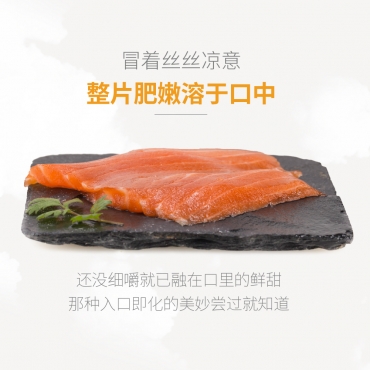 冒着丝丝凉意
整片肥嫩溶于口中
还没细嚼就已融在口里的鲜甜
那种入口即化的美妙尝过就知道